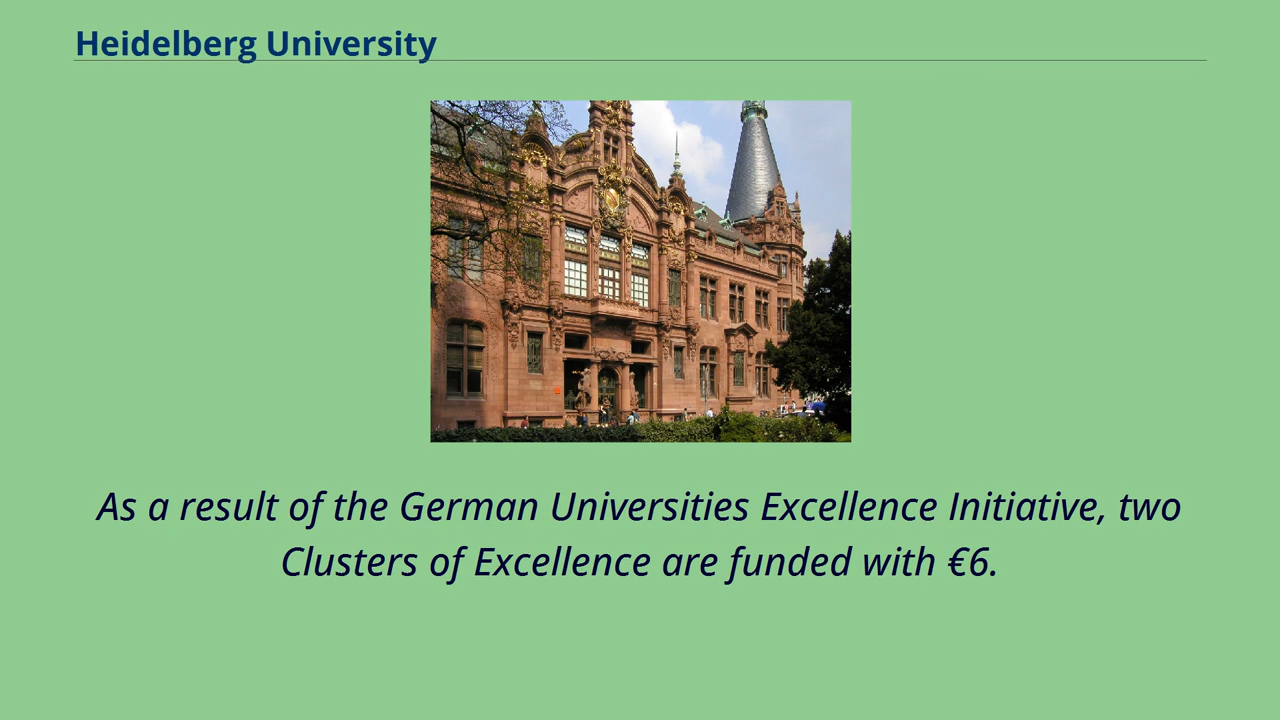 Heidelberg University
As a result of the German Universities Excellence Initiative, two
Clusters of Excellence are funded with €6.